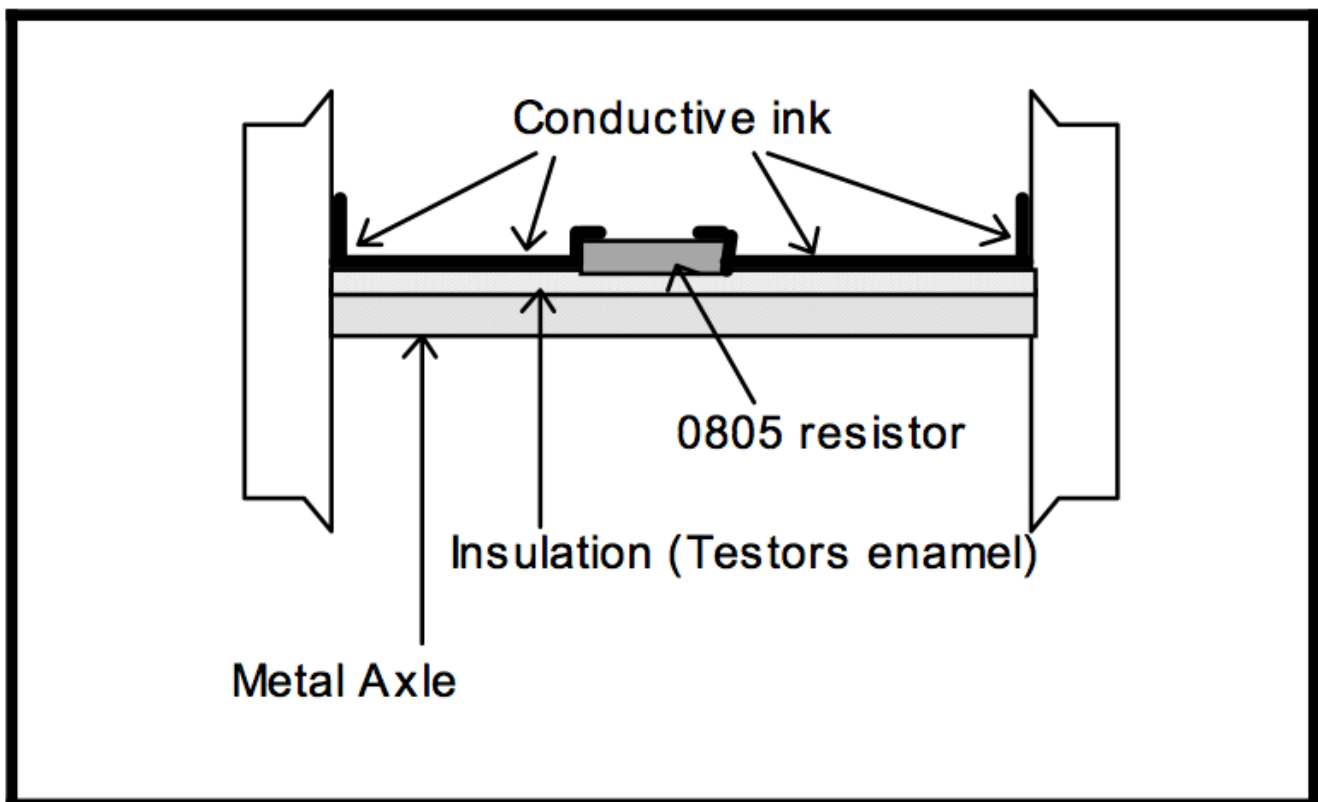 Conductive ink
0805 resistor
Insulation (Testors enamel)
Metal Axle